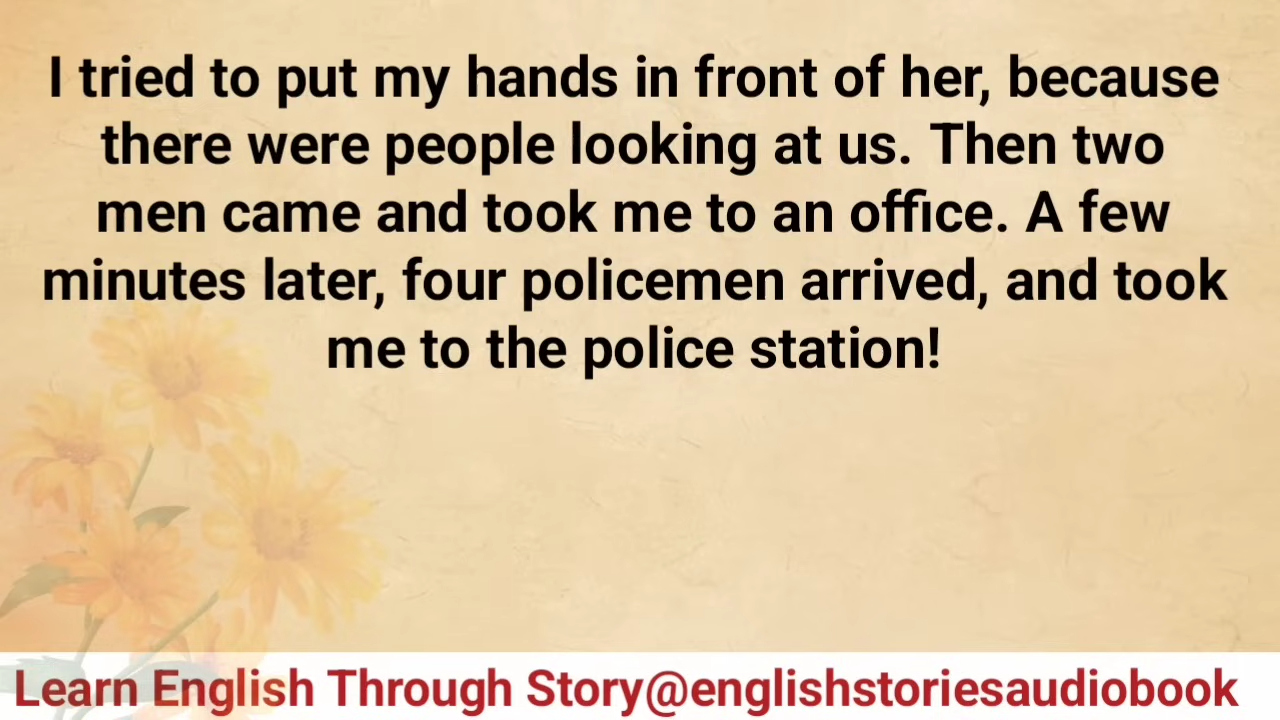 I tried to put my hands in front of her, because
there were people looking at us. Then two
men came and took me to an office. A few
minutes later, four policemen arrived, and took
me to the police station!
Learn English Through Story@englishstoriesaudiobook